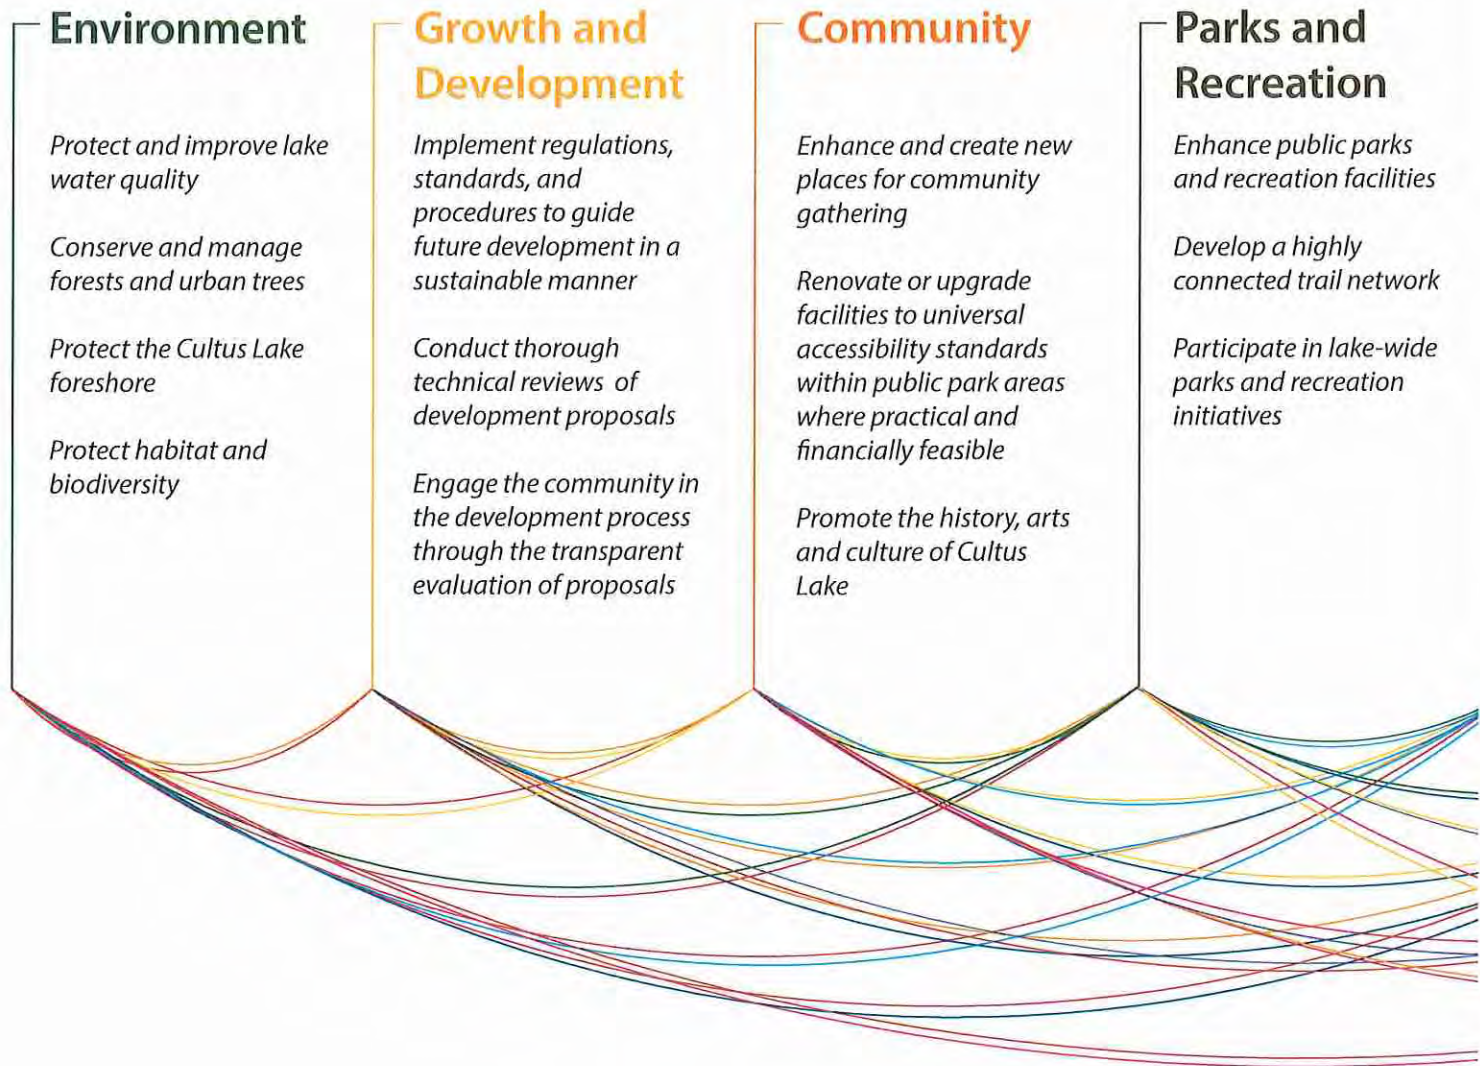 Environment
Protect and improve lake
water quality
Conserve and manage
forests and urban trees
Protect the Cultus Lake
foreshore
Protect habitat and
biodiversity
Growth and
Development
Implement regulations,
standards, and
procedures to guide
future development in a
sustainable manner
Conduct thorough
technical reviews of
development proposals
Engage the community in
the development process
through the transparent
evaluation of proposals
Community
Enhance and create new
places for community
gathering
Renovate or upgrade
facilities to universal
accessibility standards
within public park areas
where practical and
financially feasible
Promote the history, arts
and culture of Cultus
Lake
Parks and
Recreation
Enhance public parks
and recreation facilities
Develop a highly
connected trail network
Participate in lake-wide
parks and recreation
initiatives